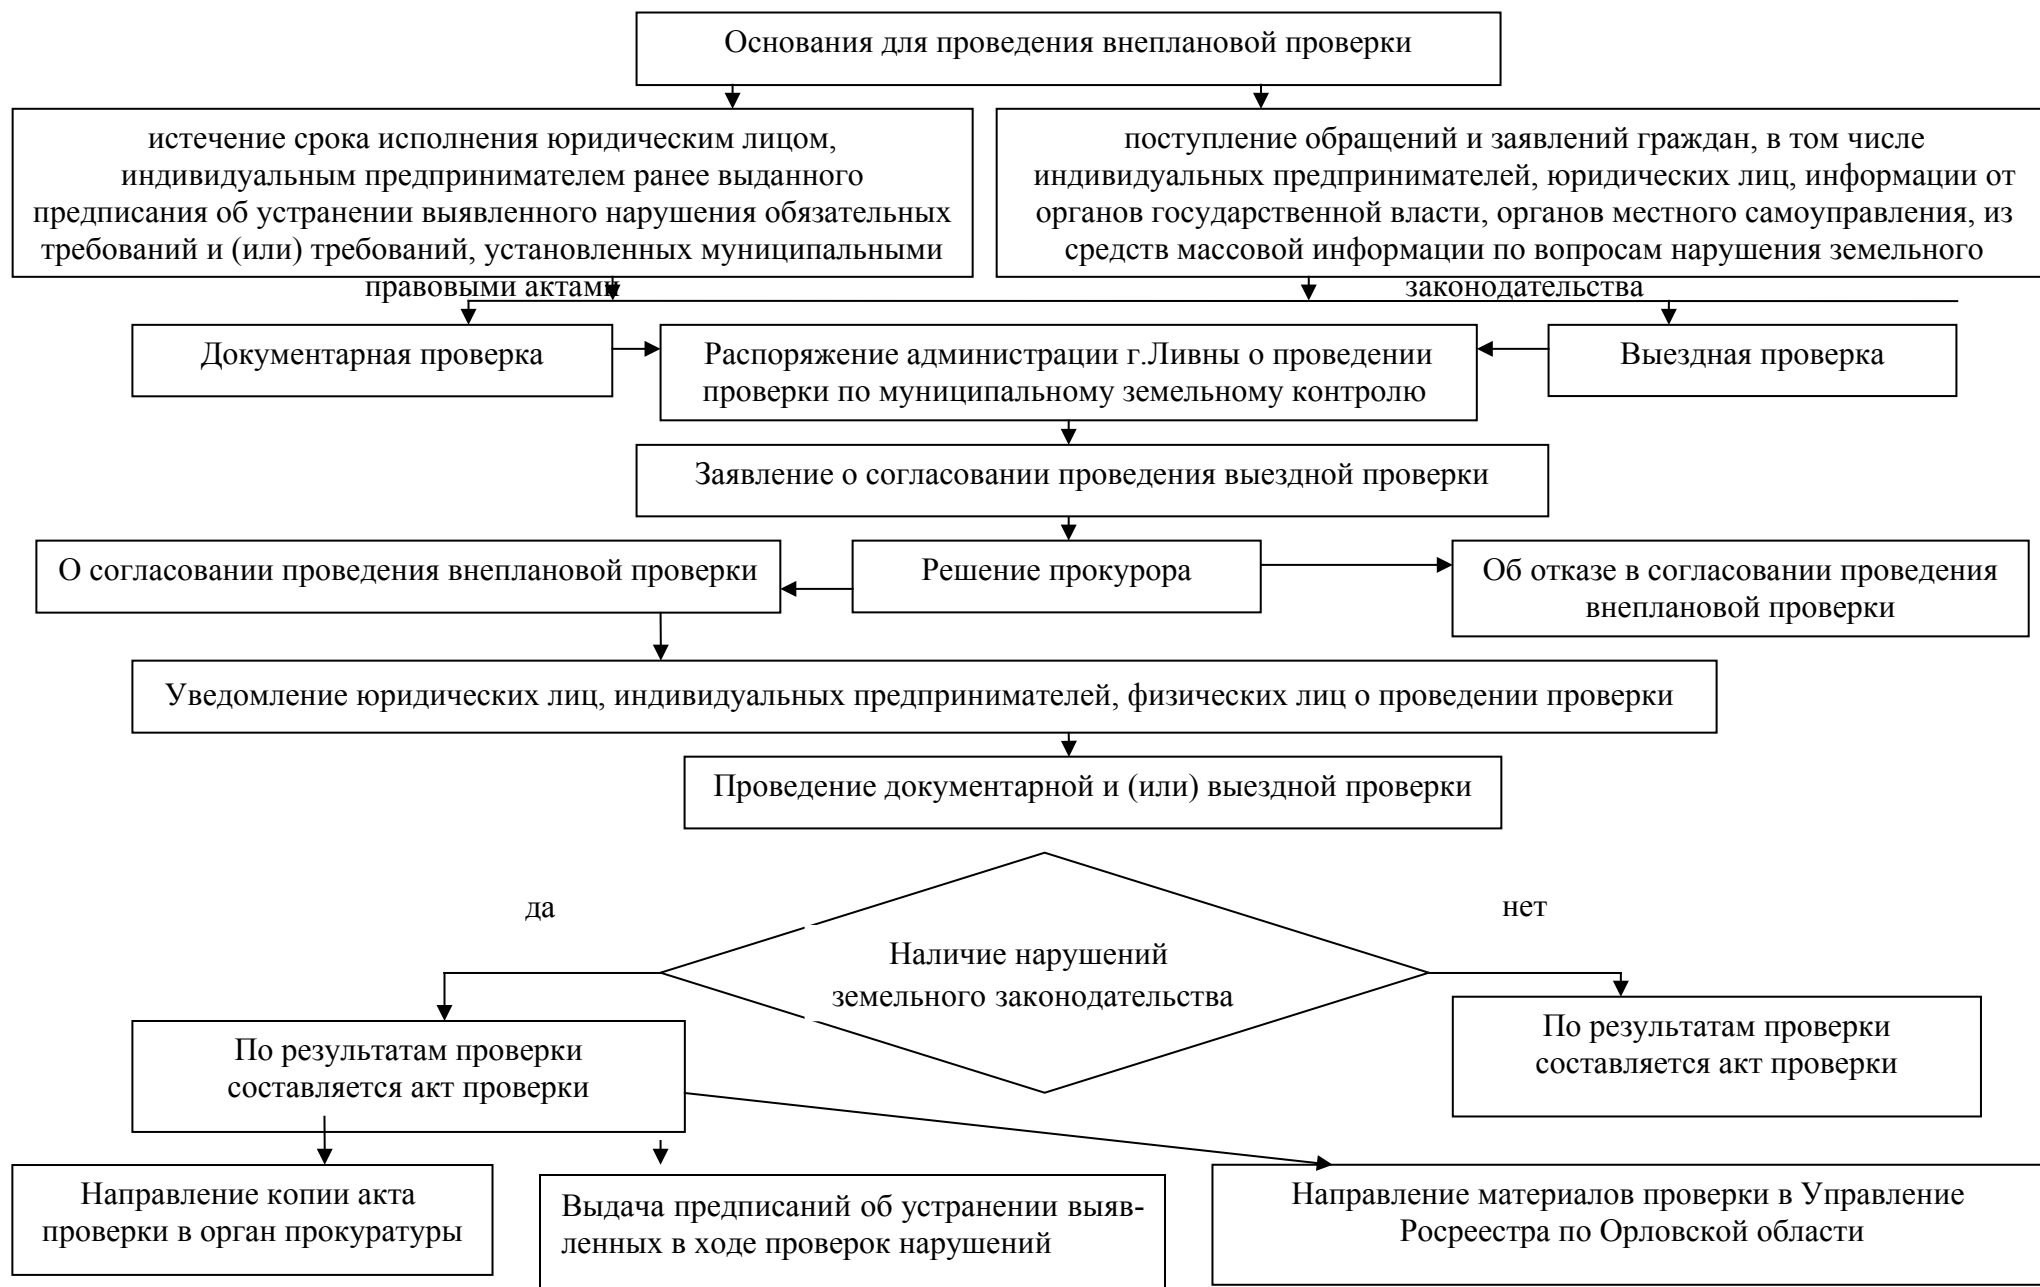 Основания для проведения внеплановой проверки
истечение срока исполнения юридическим лицом,
индивидуальным предпринимателем ранее выданного
предписания об устранении выявленного нарушения обязательных
требований и (или) требований, установленных муниципальными
правовыми актами
поступление обращений и заявлений граждан, в том числе
индивидуальных предпринимателей, юридических лиц, информации от
органов государственной власти, органов местного самоуправления, из
средств массовой информации по вопросам нарушения земельного
законодательства
Документарная проверка
Распоряжение администрации г.Ливны о проведении
проверки по муниципальному земельному контролю
Выездная проверка
Заявление о согласовании проведения выездной проверки
О согласовании проведения внеплановой проверки
Решение прокурора
Об отказе в согласовании проведения
внеплановой проверки
Уведомление юридических лиц, индивидуальных предпринимателей, физических лиц о проведении проверки
Проведение документарной и (или) выездной проверки
да
нет
Наличие нарушений
земельного законодательства
По результатам проверки
составляется акт проверки
По результатам проверки
составляется акт проверки
Направление копии акта
проверки в орган прокуратуры
Выдача предписаний об устранении выяв-
ленных в ходе проверок нарушений
Направление материалов проверки в Управление
Росреестра по Орловской области